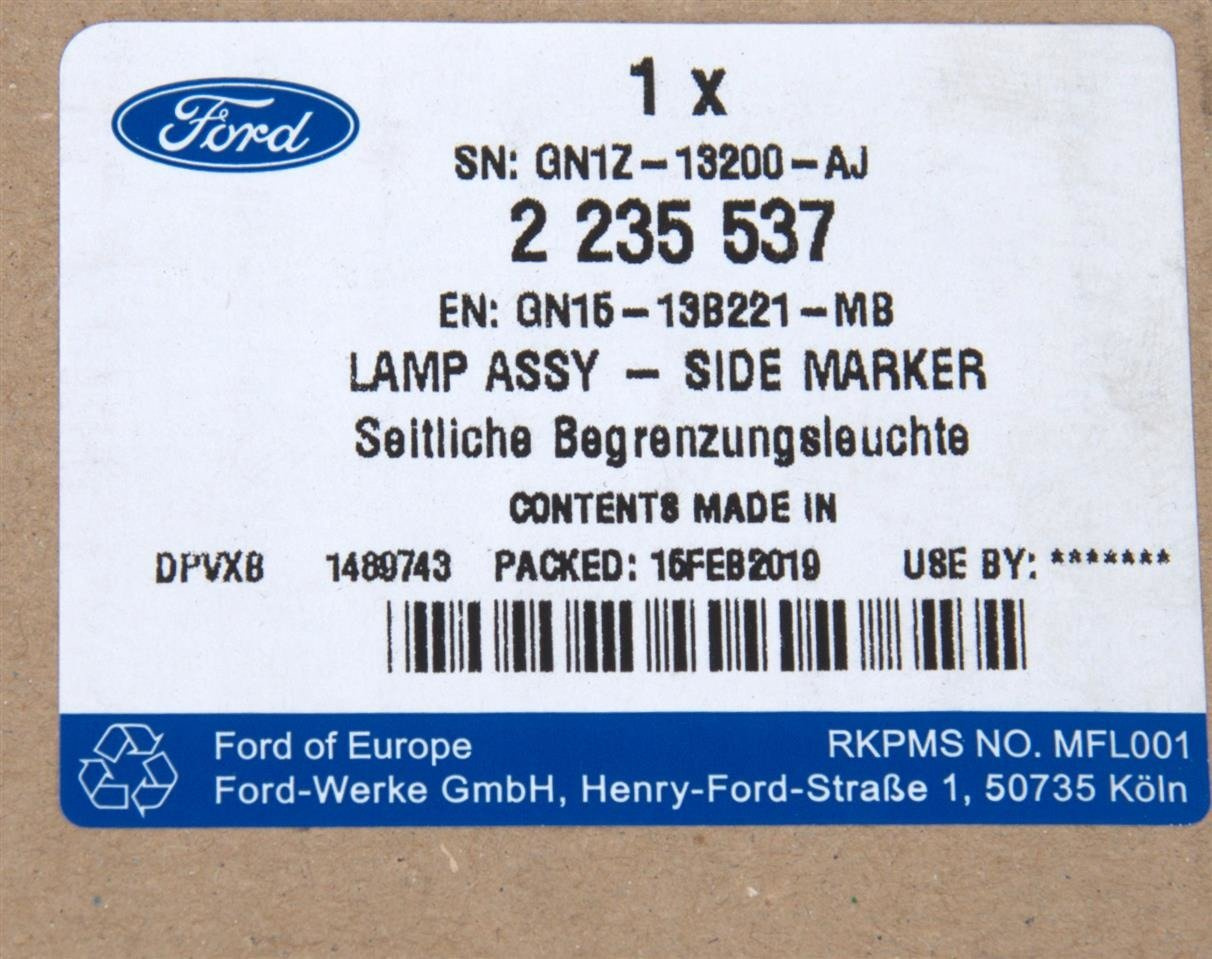 Ford
1 x
SN: GN1Z-13200-AJ
2 235 537
EN: GN15-13B221-MB
LAMP ASSY - SIDE MARKER
Seitliche Begrenzungsleuchte
CONTENTS MADE IN
DPVXB 1489743 PACKED: 15FEB2019 USE BY: *******
Ford of Europe RKPMS NO. MFL001
Ford-Werke GmbH, Henry-Ford-Straße 1, 50735 Köln